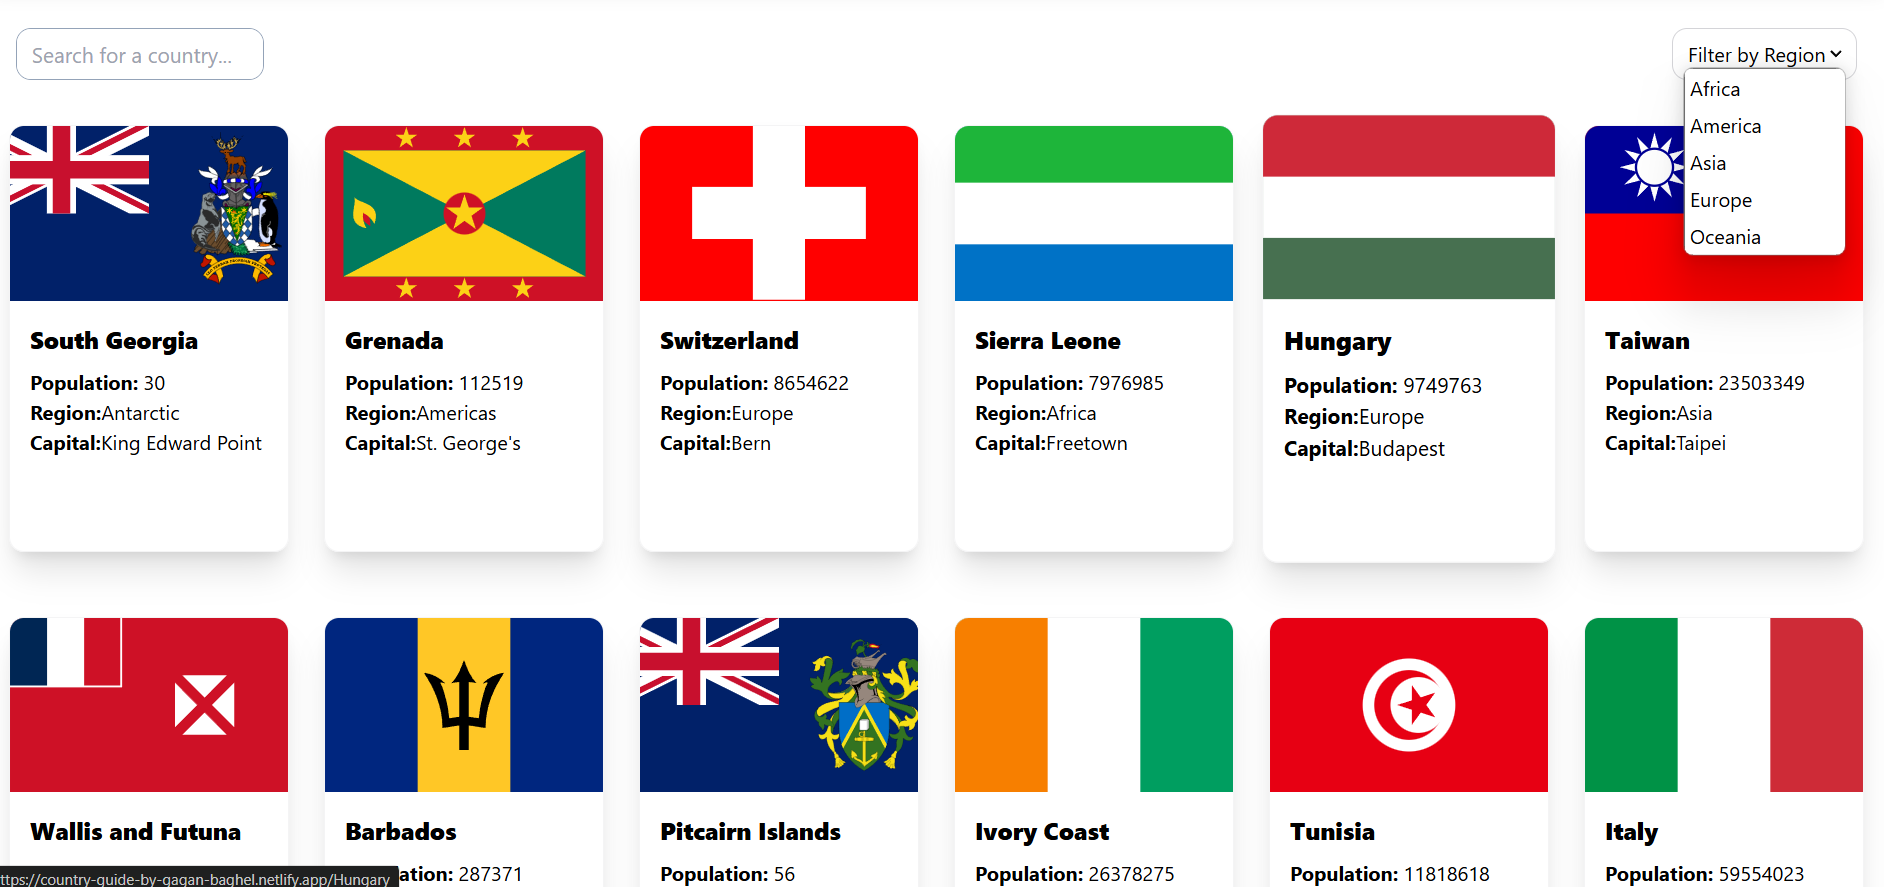 Search for a country...
Filter by Region
Africa
America
Asia
Europe
Oceania
South Georgia
Population: 30
Region:Antarctic
Capital:King Edward Point
Grenada
Population: 112519
Region:Americas
Capital:St. George's
Switzerland
Population: 8654622
Region:Europe
Capital:Bern
Sierra Leone
Population: 7976985
Region:Africa
Capital:Freetown
Hungary
Population: 9749763
Region:Europe
Capital:Budapest
Taiwan
Population: 23503349
Region:Asia
Capital:Taipei
Wallis and Futuna
Barbados
ation: 287371
Pitcairn Islands
Population: 56
Ivory Coast
Population: 26378275
Tunisia
Population: 11818618
Italy
Population: 59554023
ttps://country-guide-by-gagan-baghel.netlify.app/Hungary